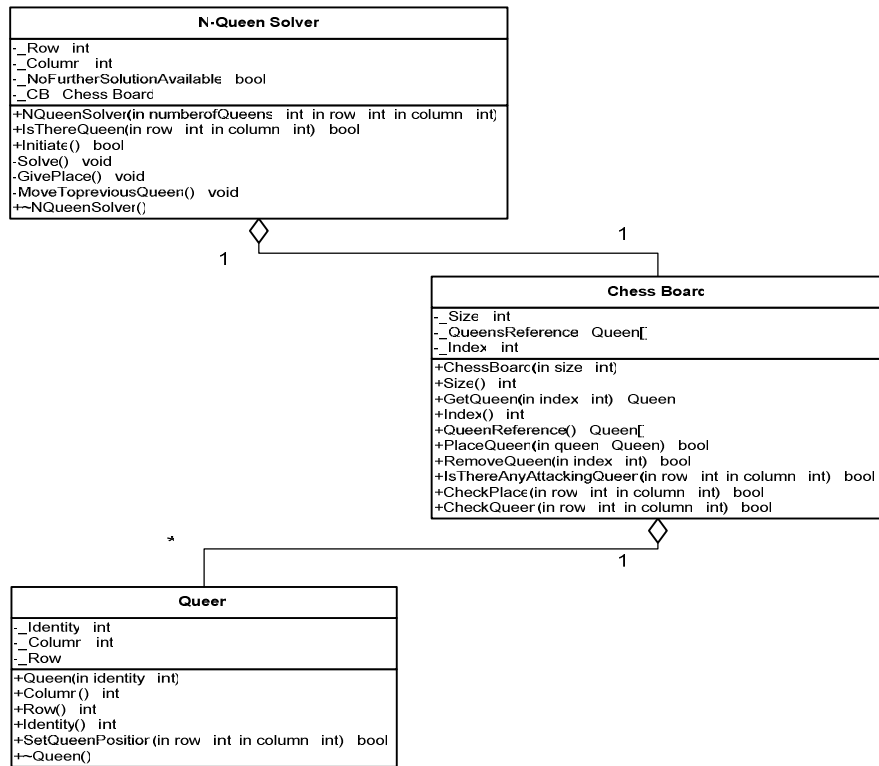 N-Queen Solver
-_Row int
-_Columr int
-_NoFurtherSolutionAvailable bool
-_CB Chess Board
+NQueenSolver(in numberofQueens int in row int in column int)
+IsThereQueen(in row int in column int) bool
+Initiate() bool
-Solve() void
-GivePlace() void
-MoveTopreviousQueen() void
+~NQueenSolver()
1
1
Chess Board
-_Size int
-_QueensReference Queen[
-_Index int
+ChessBoard(in size int)
+Size() int
+GetQueen(in index int) Queen
+Index() int
+QueenReference() Queen[
+PlaceQueen(in queen Queen) bool
+RemoveQueen(in index int) bool
+IsThereAnyAttackingQueer(in row int in column int) bool
+CheckPlace(in row int in column int) bool
+CheckQueer(in row int in column int) bool
*
1
Queer
-_Identity int
-_Columr int
-_Row
+Queen(in identity int)
+Columr() int
+Row() int
+Identity() int
+SetQueenPositior(in row int in column int) bool
+~Queen()